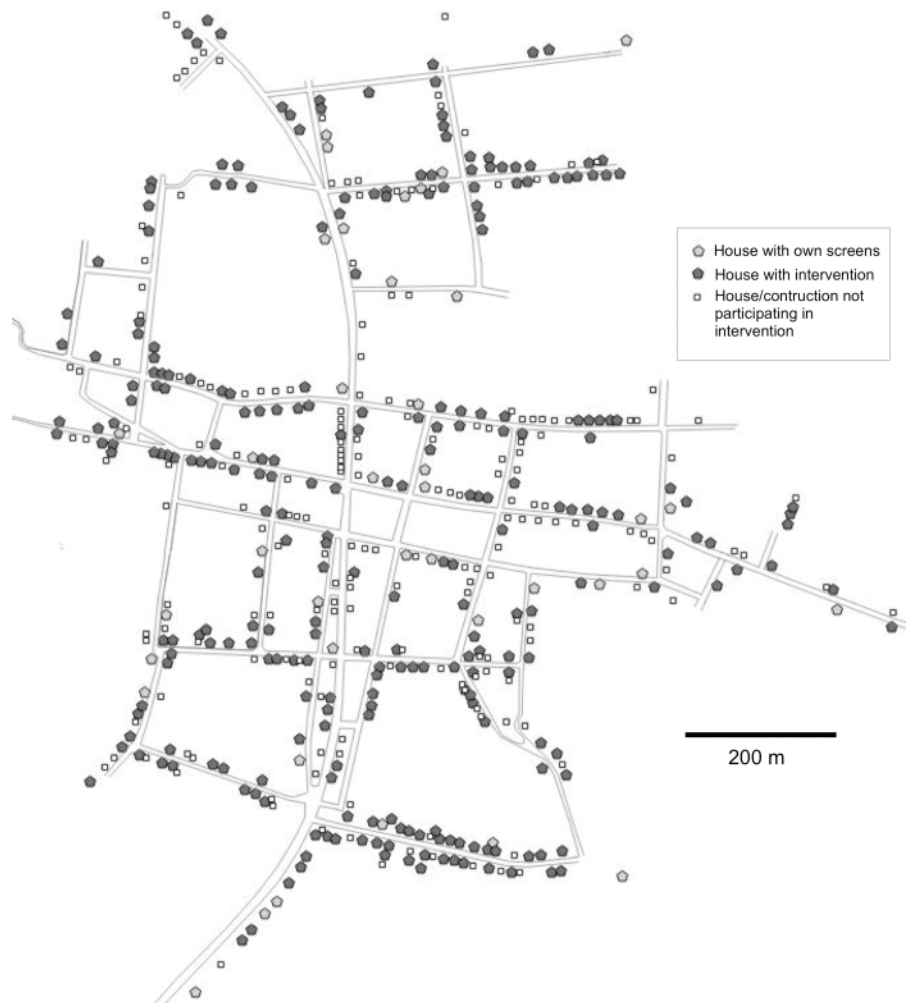 House with own screens
House with intervention
House/contruction not
participating in
intervention
200 m